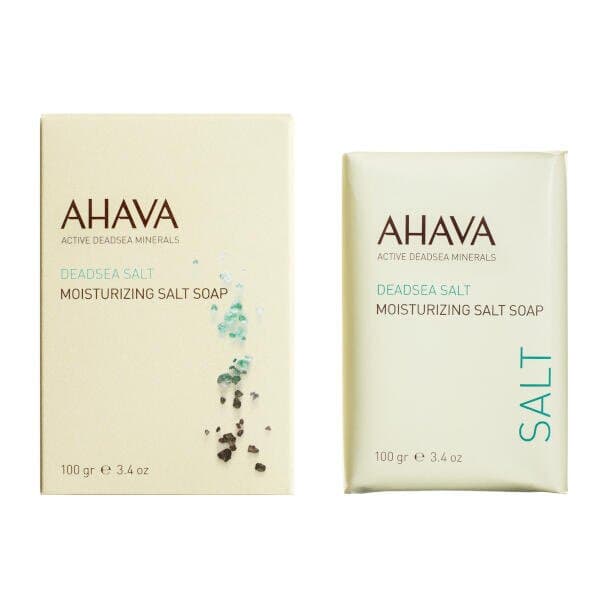 AHAVA
ACTIVE DEADSEA MINERALS
DEADSEA SALT
MOISTURIZING SALT SOAP
100 gr ℮ 3.4 oz
AHAVA
ACTIVE DEADSEA MINERALS
DEADSEA SALT
MOISTURIZING SALT SOAP
SALT
100 gr ℮ 3.4 oz